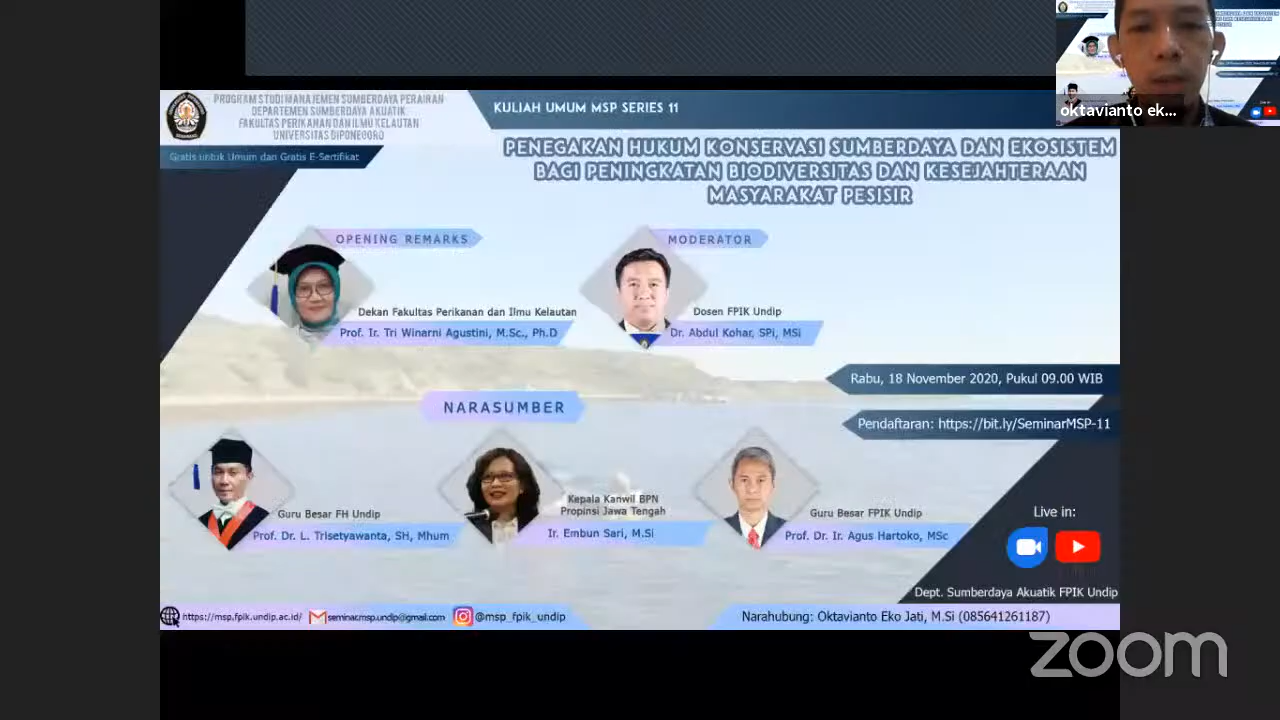 PROGRAM STUDI MANAJEMEN SUMBERDAYA PERAIRAN
DEPARTEMEN SUMBERDAYA AKUATIK
FAKULTAS PERIKANAN DAN ILMU KELAUTAN
UNIVERSITAS DIPONEGORO
Gratis untuk Umum dan Gratis E-Sertifikat
KULIAH UMUM MSP SERIES 11
oktavianto ek...
PENEGAKAN HUKUM KONSERVASI SUMBERDAYA DAN EKOSISTEM
BAGI PENINGKATAN BIODIVERSITAS DAN KESEJAHTERAAN
MASYARAKAT PESISIR
OPENING REMARKS
Dekan Fakultas Perikanan dan Ilmu Kelautan
Prof. Ir. Tri Winarni Agustini, M.Sc., Ph.D
MODERATOR
Dosen FPIK Undip
Dr. Abdul Kohar, SPi, MSi
Rabu, 18 November 2020, Pukul 09.00 WIB
Pendaftaran: https://bit.ly/SeminarMSP-11
NARASUMBER
Guru Besar FH Undip
Prof. Dr. L. Trisetyawanta, SH, Mhum
Kepala Kanwil BPN
Propinsi Jawa Tengah
Ir. Embun Sari, M.Si
Guru Besar FPIK Undip
Prof. Dr. Ir. Agus Hartoko, MSc
Live in:
Dept. Sumberdaya Akuatik FPIK Undip
https://msp.fpik.undip.ac.id/
seminar.msp.undip@gmail.com
@msp_fpik_undip
Narahubung: Oktavianto Eko Jati, M.Si (085641261187)
zoom